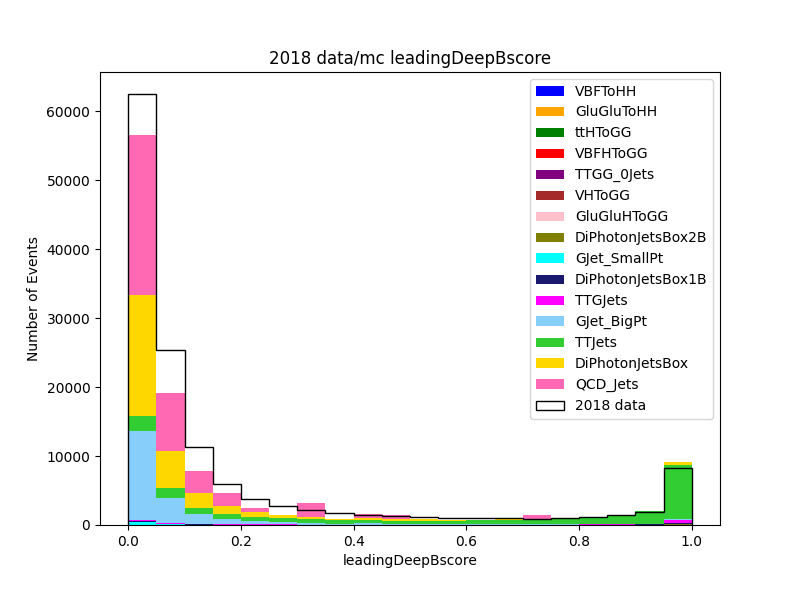 2018 data/mc leadingDeepBscore
Number of Events
60000
50000
40000
30000
20000
10000
0
0.0
0.2
0.4
0.6
0.8
1.0
leadingDeepBscore
VBFToHH
GluGluToHH
ttHToGG
VBFHToGG
TTGG_0Jets
VHToGG
GluGluHToGG
DiPhotonJetsBox2B
GJet_SmallPt
DiPhotonJetsBox1B
TTGJets
GJet_BigPt
TTJets
DiPhotonJetsBox
QCD_Jets
2018 data